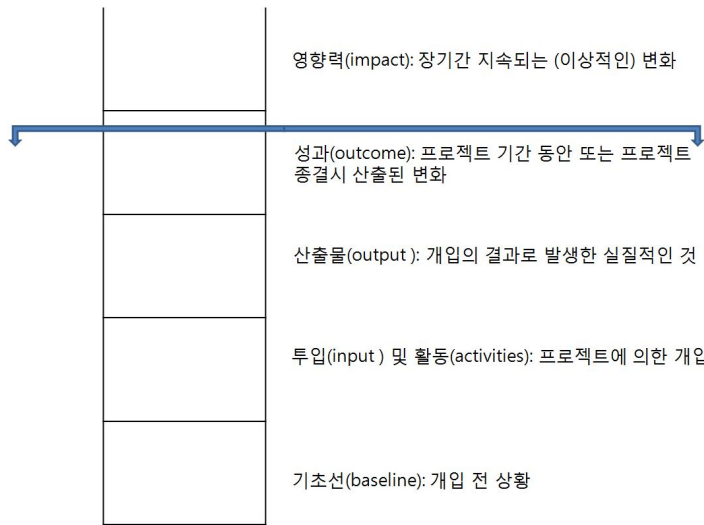 영향력(impact): 장기간 지속되는 (이상적인) 변화
성과(outcome): 프로젝트 기간 동안 또는 프로젝트
종결시 산출된 변화
산출물(output ): 개입의 결과로 발생한 실질적인 것
투입(input ) 및 활동(activities): 프로젝트에 의한 개입
기초선(baseline): 개입 전 상황